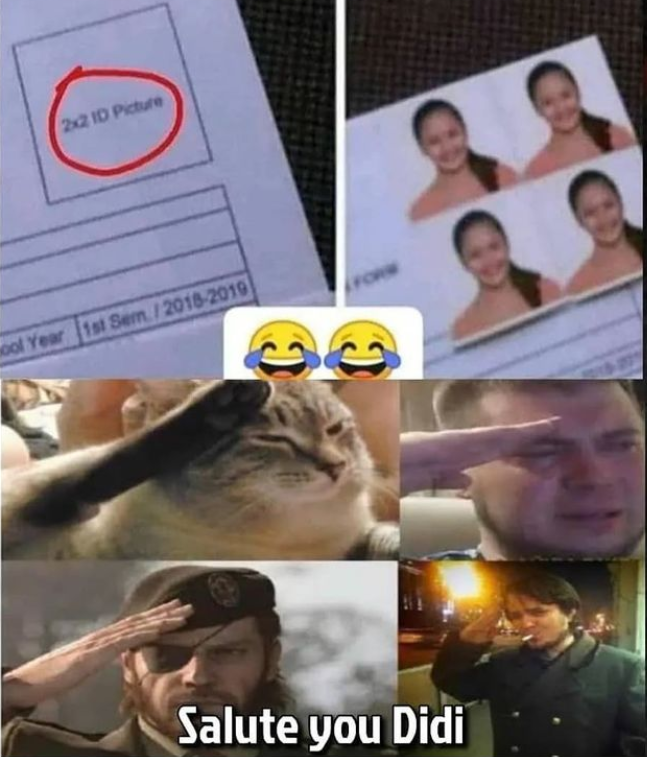 2x2 ID Picture
ool Year
1st Sem. / 2018-2019
FORM
Salute you Didi